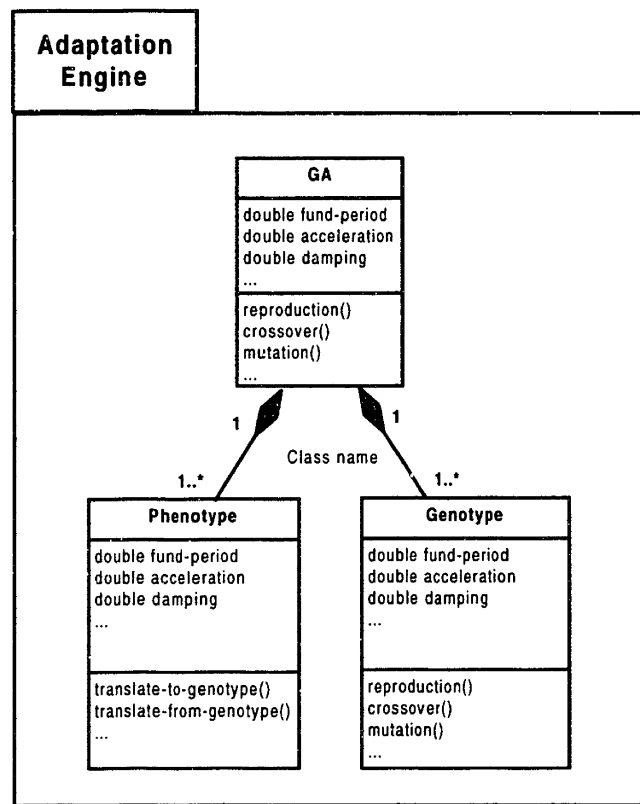 Adaptation
Engine
GA
double fund-period
double acceleration
double damping
...
reproduction()
crossover()
mutation()
...
1
1
Class name
1..*
1..*
Phenotype
double fund-period
double acceleration
double damping
...
translate-to-genotype()
translate-from-genotype()
...
Genotype
double fund-period
double acceleration
double damping
...
reproduction()
crossover()
mutation()
...